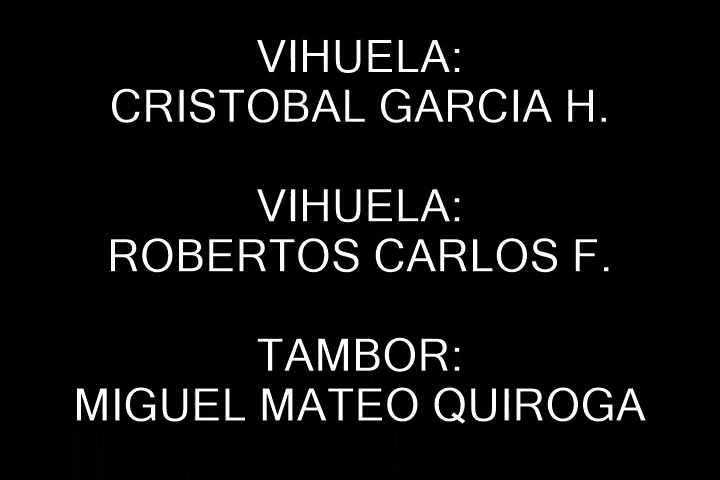 VIHUELA:
CRISTOBAL GARCIA H.
VIHUELA:
ROBERTOS CARLOS F.
TAMBOR:
MIGUEL MATEO QUIROGA